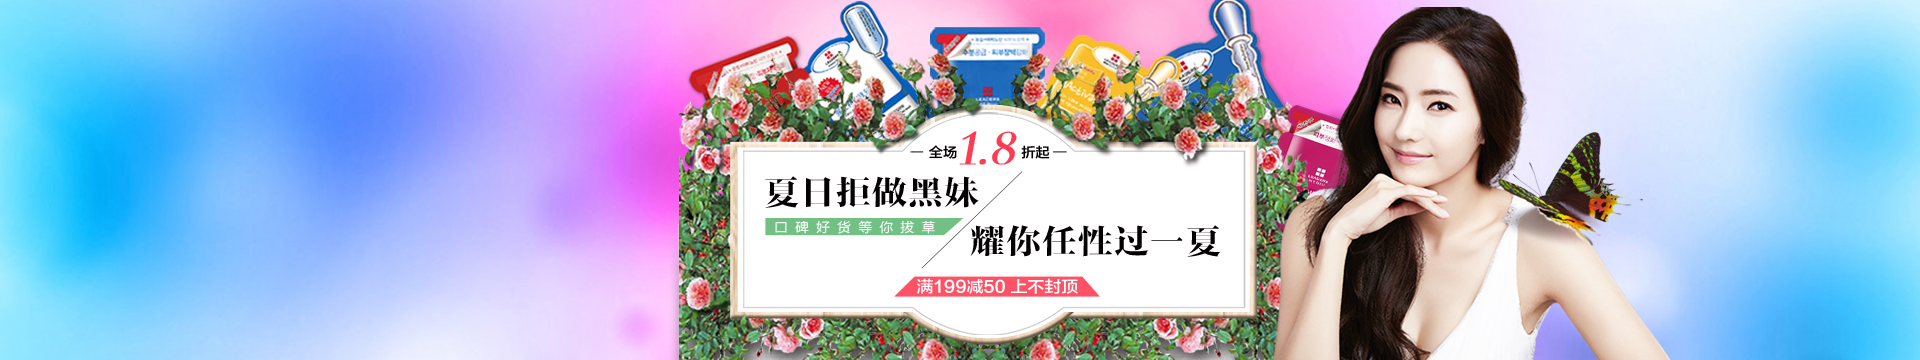 全场1.8折起
夏日拒做黑妹
口碑好货等你拔草
耀你任性过一夏
满199减50 上不封顶
LEADERS